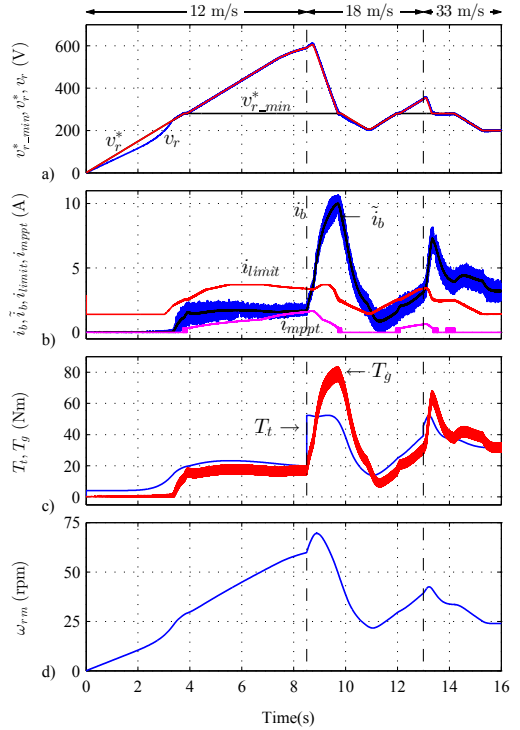 12 m/s 18 m/s 33 m/s
v*r_min, v*r, vr (V)
600
400
200
0
v*r_min
v*r
vr
a)
ib, ĩb, ilimit, imppt (A)
10
5
0
ib
ĩb
ilimit
imppt
b)
Tt, Tg (Nm)
80
60
40
20
0
Tg
Tt
c)
ωrm (rpm)
75
50
25
0
d)
0 2 4 6 8 10 12 14 16
Time(s)